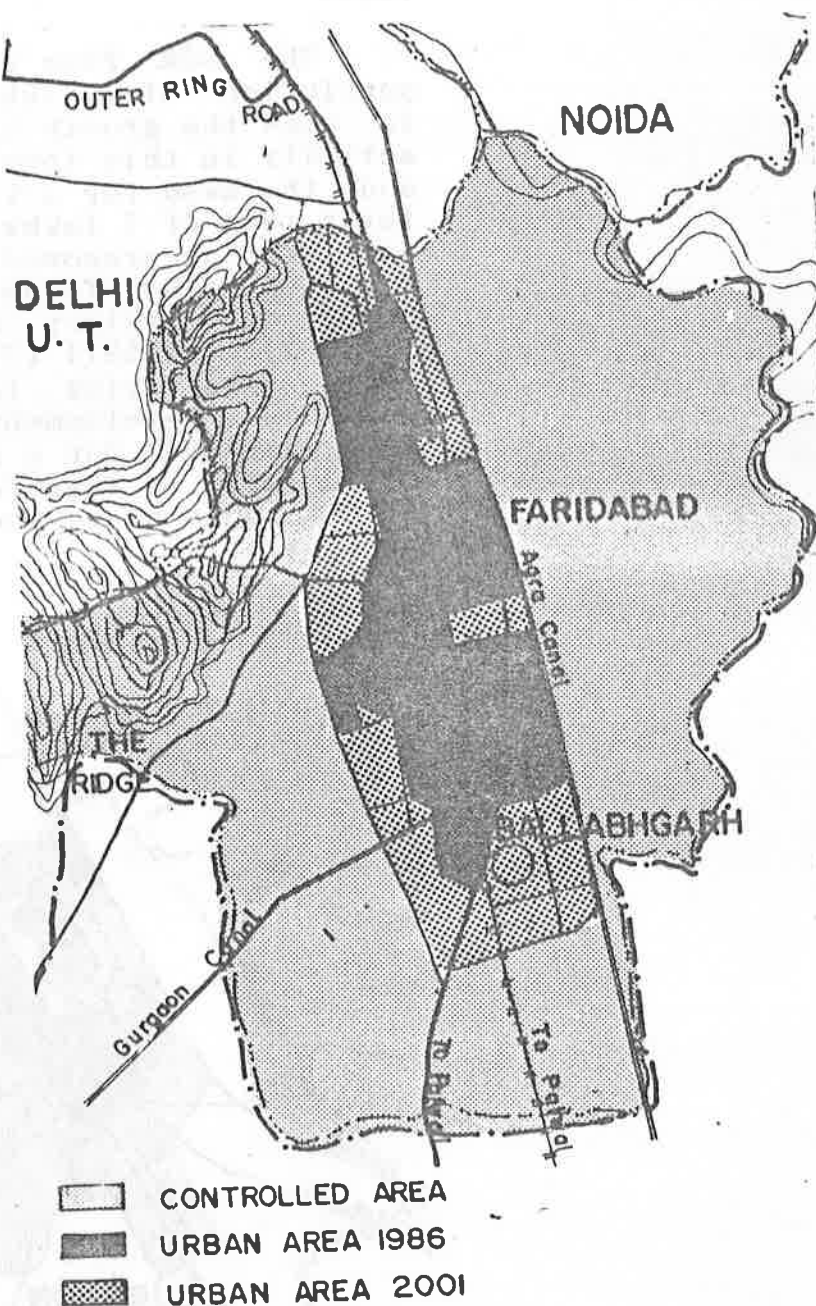 OUTER RING ROAD
NOIDA
DELHI
U.T.
FARIDABAD
Agra Canal
THE
RIDGE
BALLABHGARH
Gurgaon Canal
To Palwal
To Palwal
CONTROLLED AREA
URBAN AREA 1986
URBAN AREA 2001